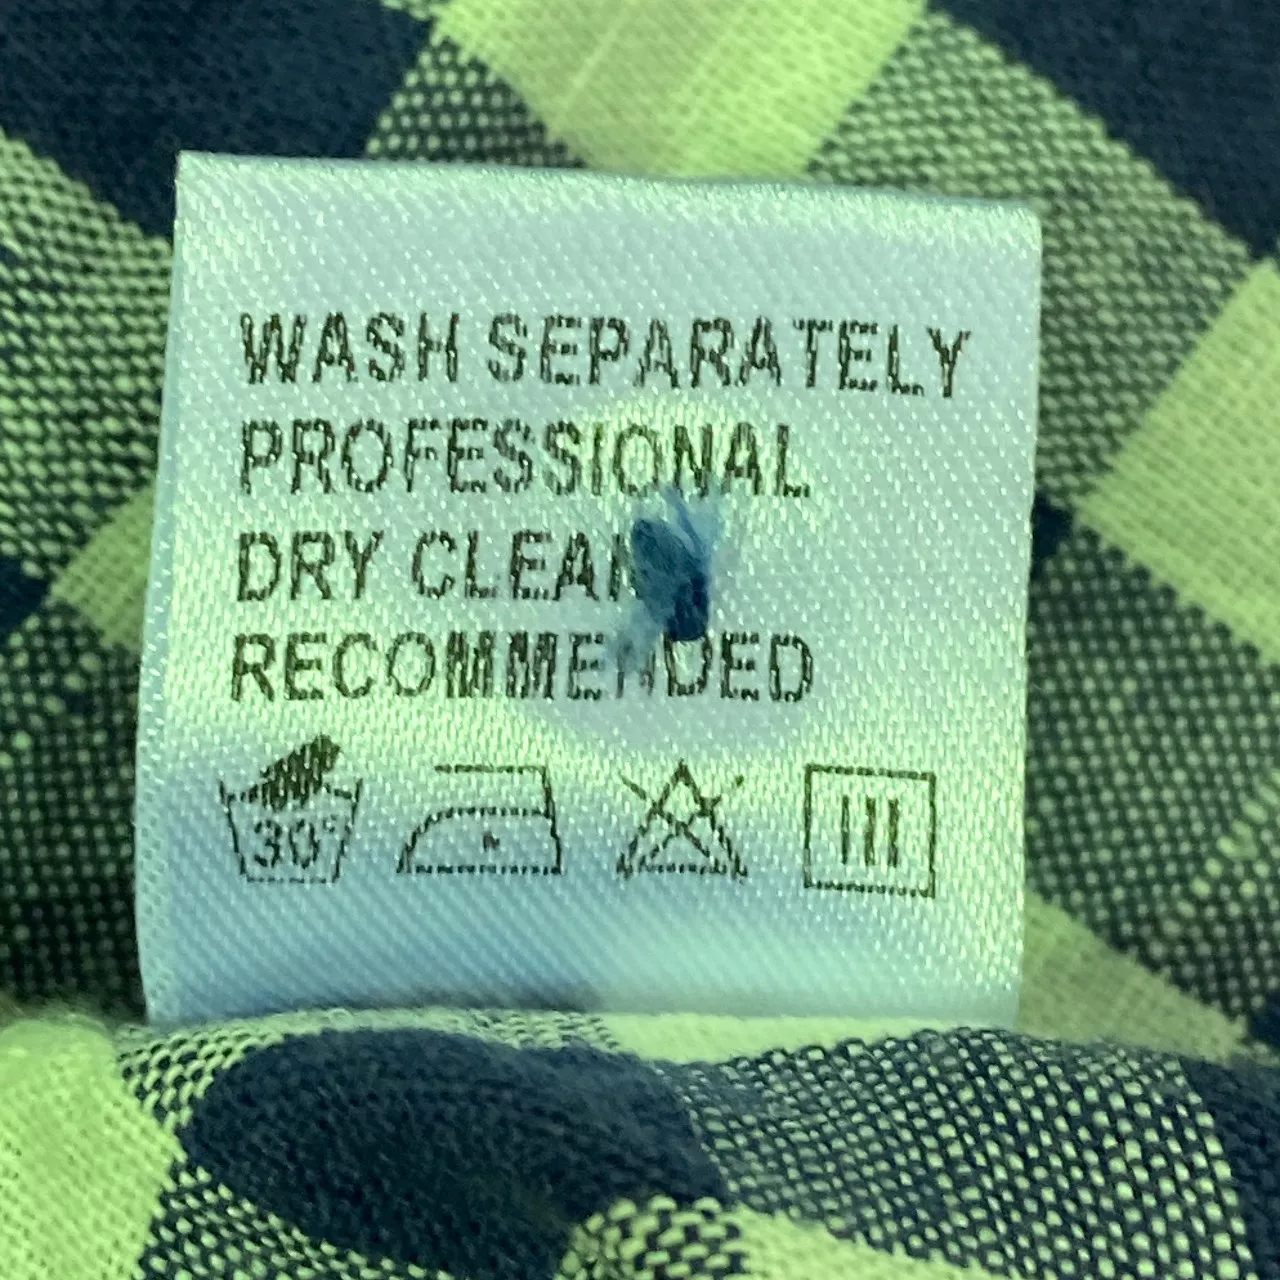 WASH SEPARATELY
PROFESSIONAL
DRY CLEAN
RECOMMENDED
30°